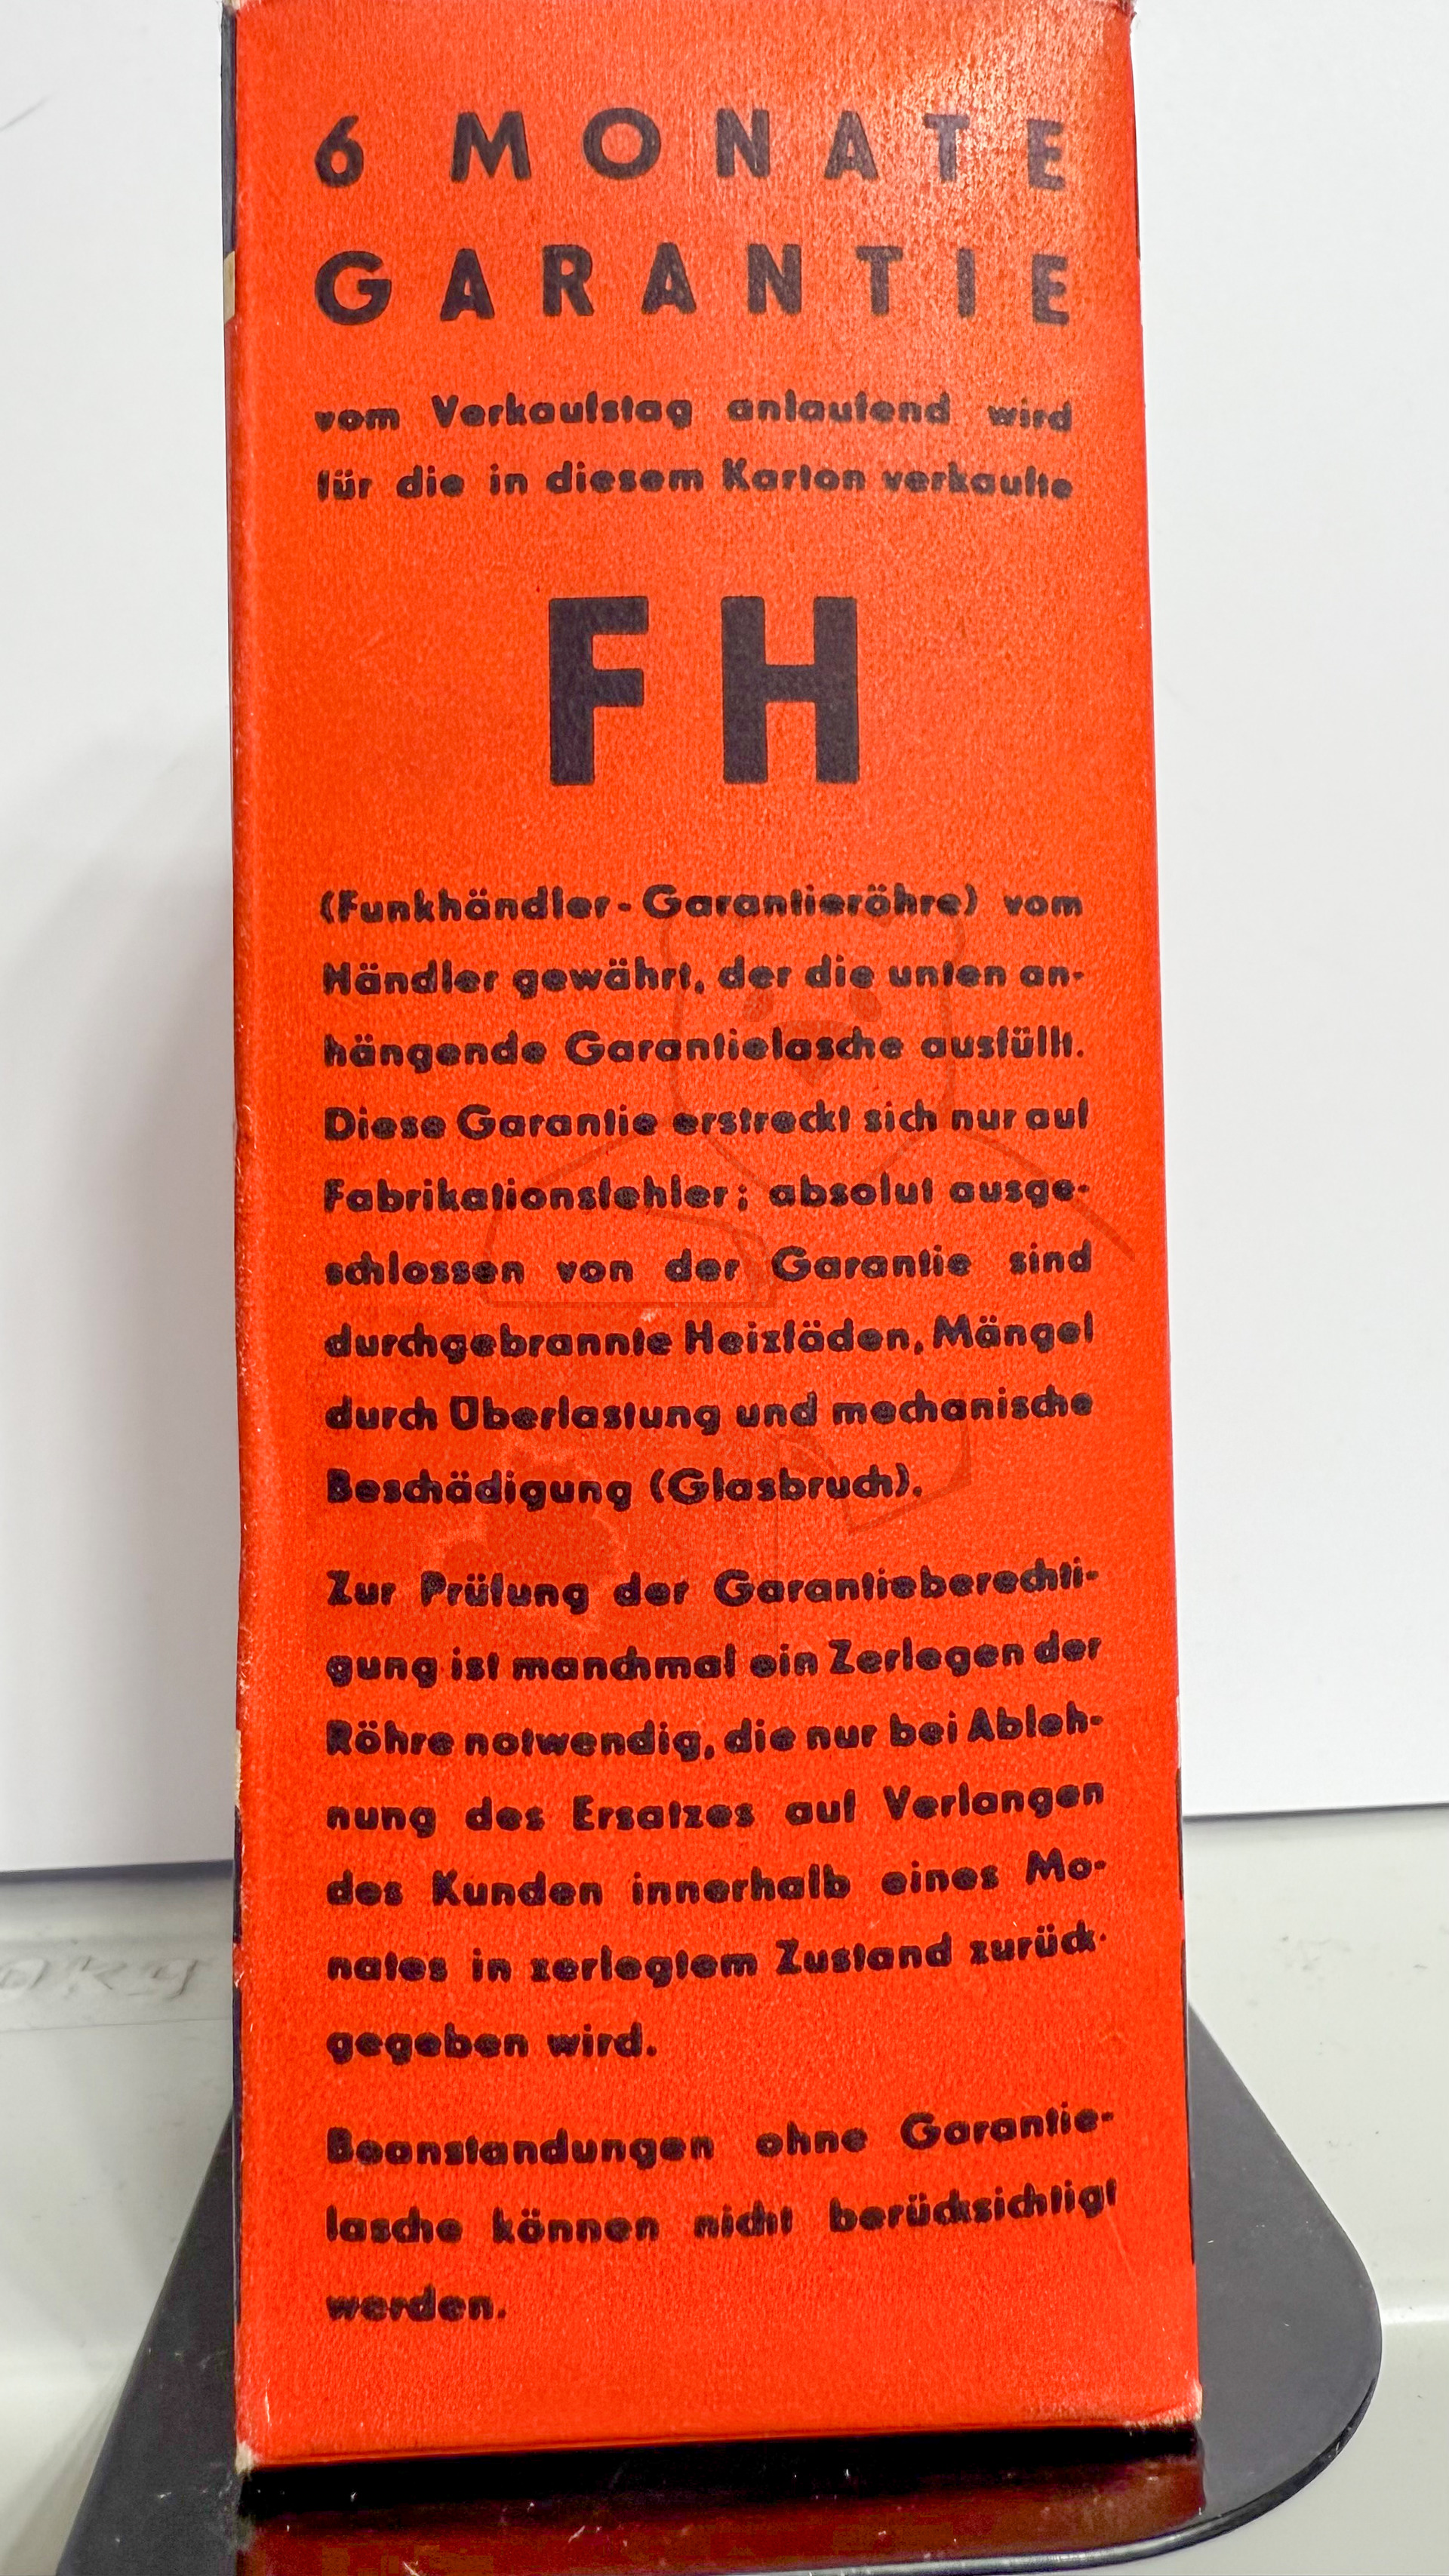 6 MONATE
GARANTIE
vom Verkaufstag anlaufend wird
für die in diesem Karton verkaufte
FH
(Funkhändler-Garantieröhre) vom
Händler gewährt, der die unten an-
hängende Garantielasche ausfüllt.
Diese Garantie erstreckt sich nur auf
Fabrikationsfehler; absolut ausge-
schlossen von der Garantie sind
durchgebrannte Heizfäden, Mängel
durch Überlastung und mechanische
Beschädigung (Glasbruch).
Zur Prüfung der Garantieberechti-
gung ist manchmal ein Zerlegen der
Röhre notwendig, die nur bei Ableh-
nung des Ersatzes auf Verlangen
des Kunden innerhalb eines Mo-
nates in zerlegtem Zustand zurück-
gegeben wird.
Beanstandungen ohne Garantie-
lasche können nicht berücksichtigt
werden.